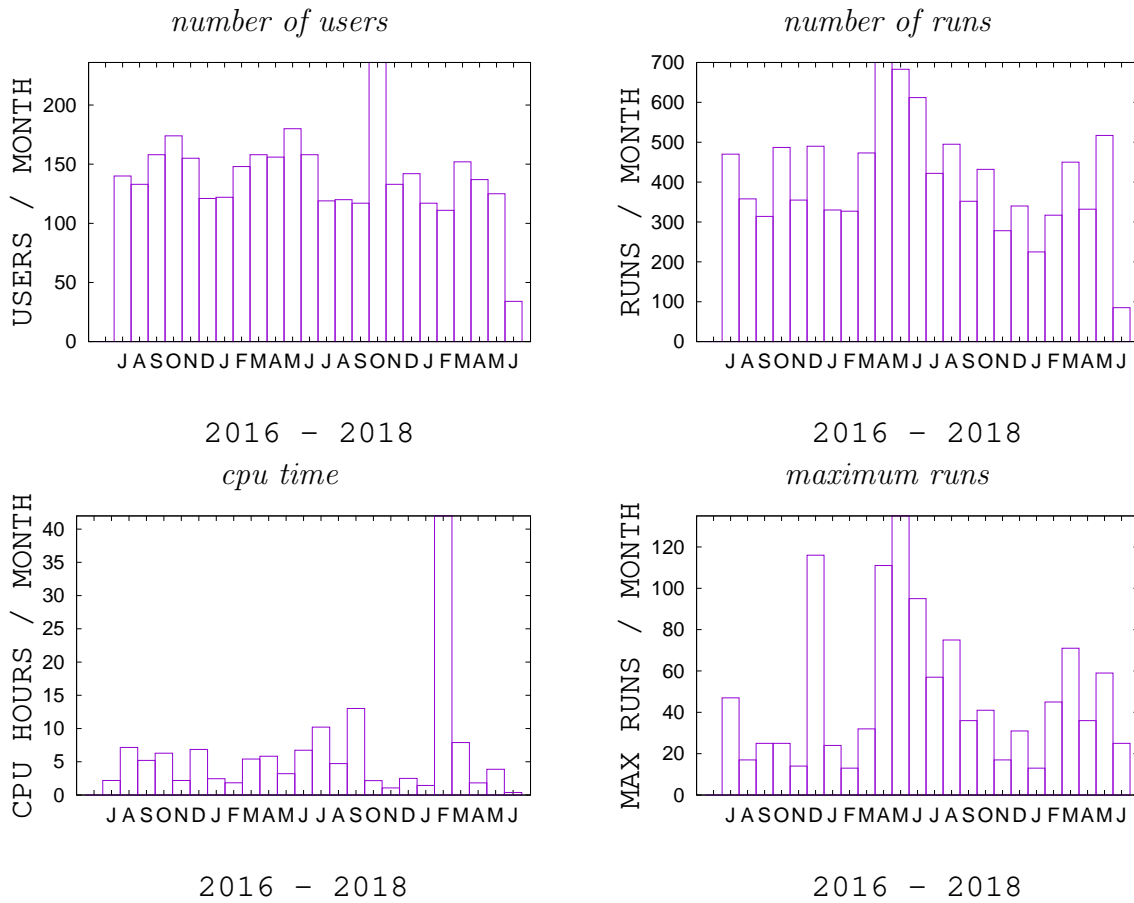 number of users
USERS / MONTH
200
150
100
50
0
J A S O N D J F M A M J J A S O N D J F M A M J
2016 – 2018
number of runs
RUNS / MONTH
700
600
500
400
300
200
100
0
J A S O N D J F M A M J J A S O N D J F M A M J
2016 – 2018
cpu time
CPU HOURS / MONTH
40
35
30
25
20
15
10
5
0
J A S O N D J F M A M J J A S O N D J F M A M J
2016 – 2018
maximum runs
MAX RUNS / MONTH
120
100
80
60
40
20
0
J A S O N D J F M A M J J A S O N D J F M A M J
2016 – 2018